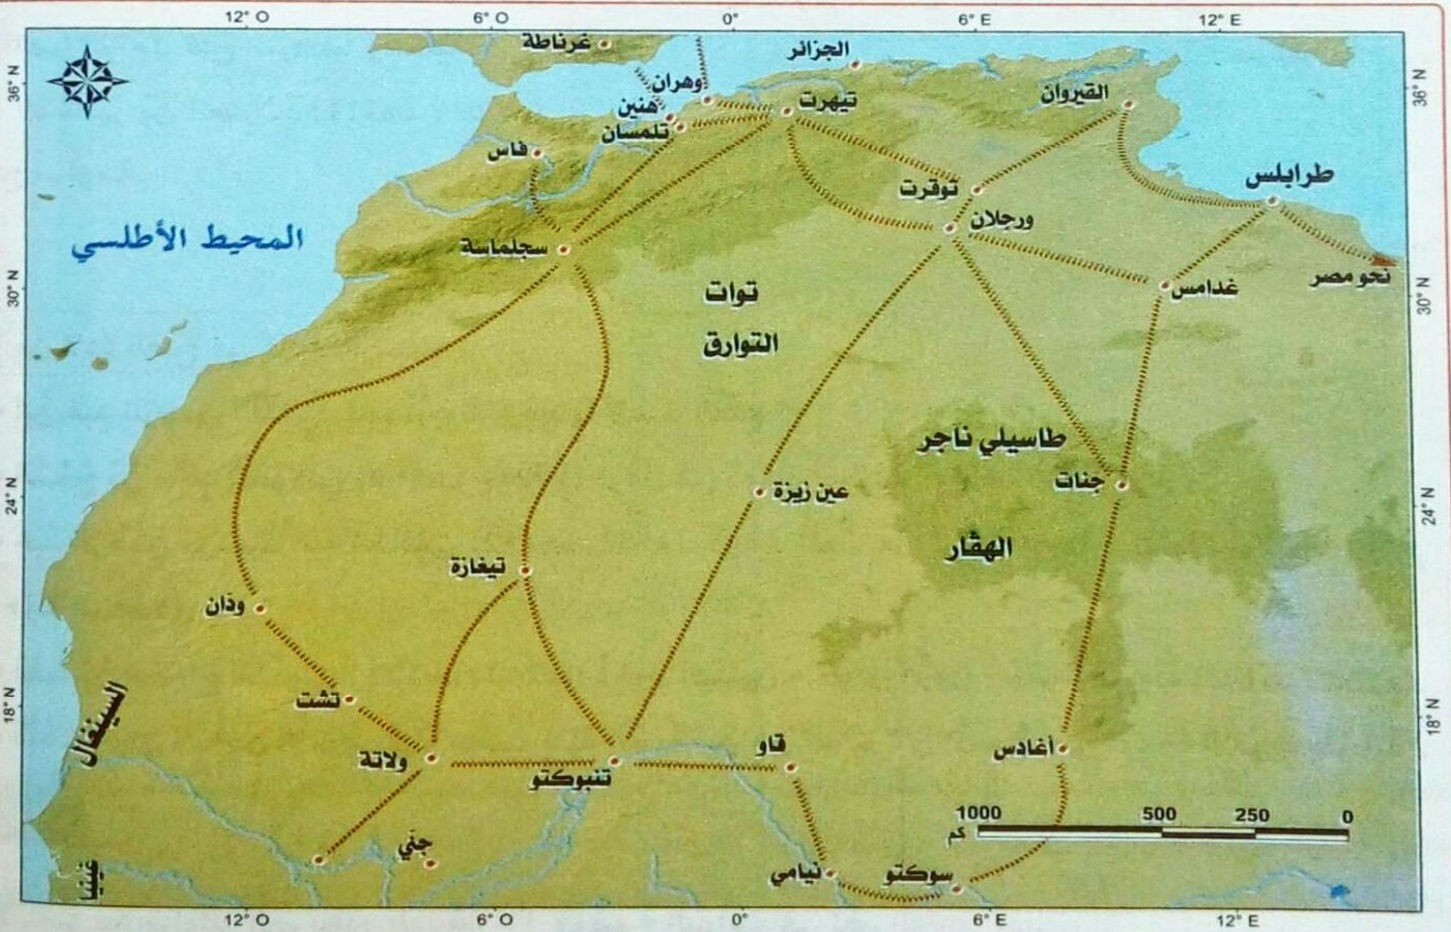 12° O
6° O
0°
6° E
12° E
36° N
36° N
غرناطة
الجزائر
وهران
هنين
تيهرت
القيروان
تلمسان
فاس
توقرت
طرابلس
ورجلان
المحيط الأطلسي
سجلماسة
نحو مصر
غدامس
30° N
30° N
توات
التوارق
طاسيلي ناجر
جنات
عين زيزة
24° N
24° N
الهقار
تيغازة
ودان
تشت
السينغال
18° N
18° N
ولاتة
تنبوكتو
قاو
أغادس
1000
500
250
0
كم
جني
غينيا
نيامي
سوكتو
12° O
6° O
0°
6° E
12° E